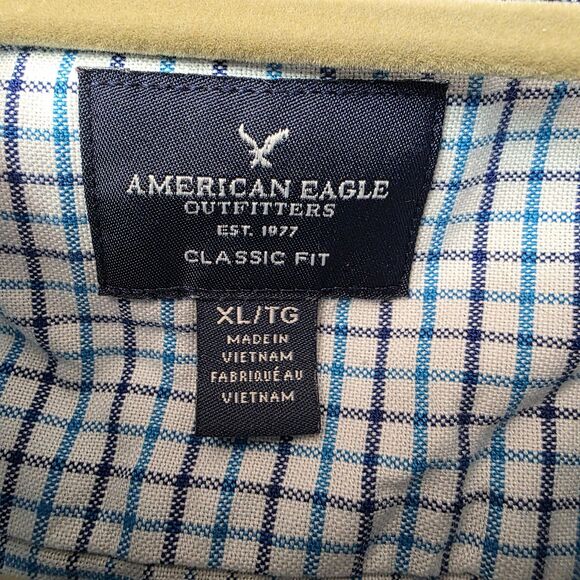 AMERICAN EAGLE
OUTFITTERS
EST. 1977
CLASSIC FIT
XL/TG
MADE IN
VIETNAM
FABRIQUÉ AU
VIETNAM